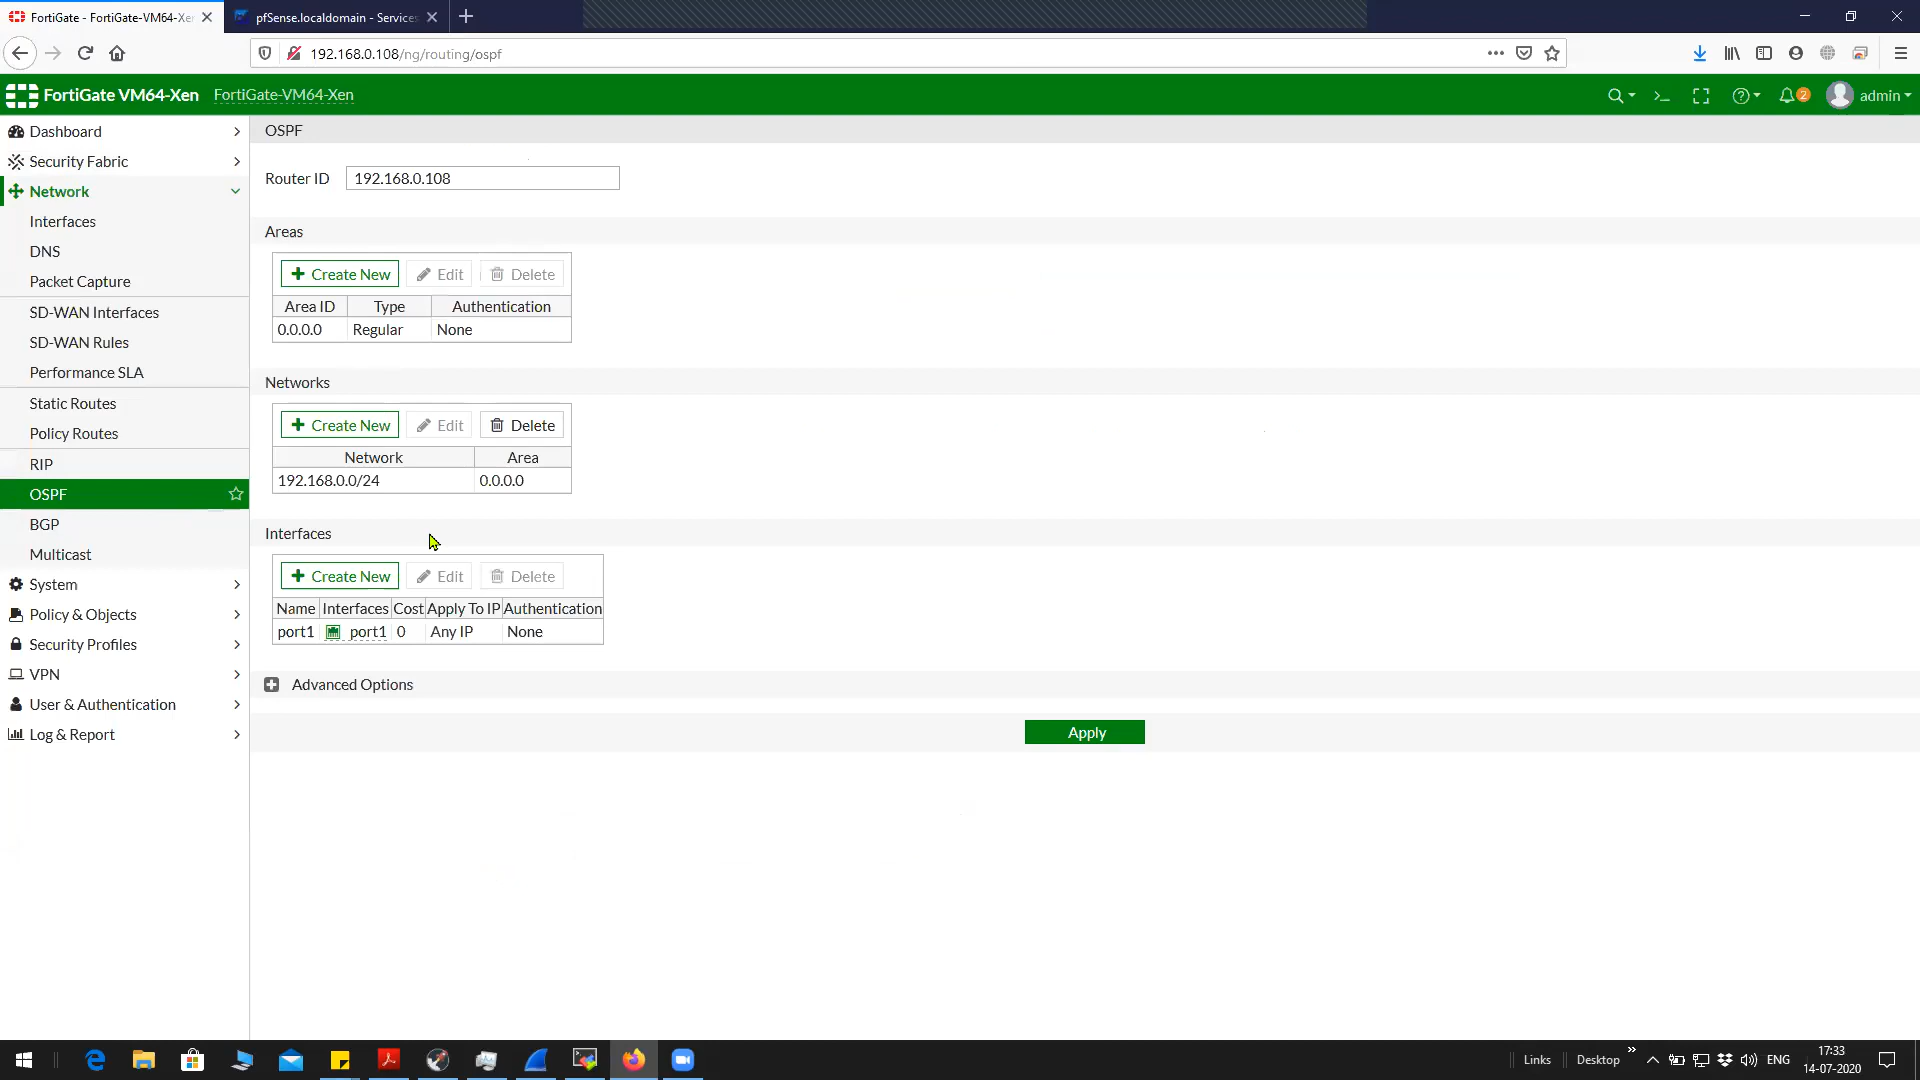 FortiGate - FortiGate-VM64-Xen
pfSense.localdomain - Services
192.168.0.108/ng/routing/ospf
FortiGate VM64-Xen
FortiGate-VM64-Xen
2
admin
Dashboard
Security Fabric
Network
Interfaces
DNS
Packet Capture
SD-WAN Interfaces
SD-WAN Rules
Performance SLA
Static Routes
Policy Routes
RIP
OSPF
BGP
Multicast
System
Policy & Objects
Security Profiles
VPN
User & Authentication
Log & Report
OSPF
Router ID 192.168.0.108
Areas
Create New Edit Delete
Area ID Type Authentication
0.0.0.0 Regular None
Networks
Create New Edit Delete
Network Area
192.168.0.0/24 0.0.0.0
Interfaces
Create New Edit Delete
Name Interfaces Cost Apply To IP Authentication
port1 port1 0 Any IP None
Advanced Options
Apply
Links Desktop » ENG
17:33
14-07-2020